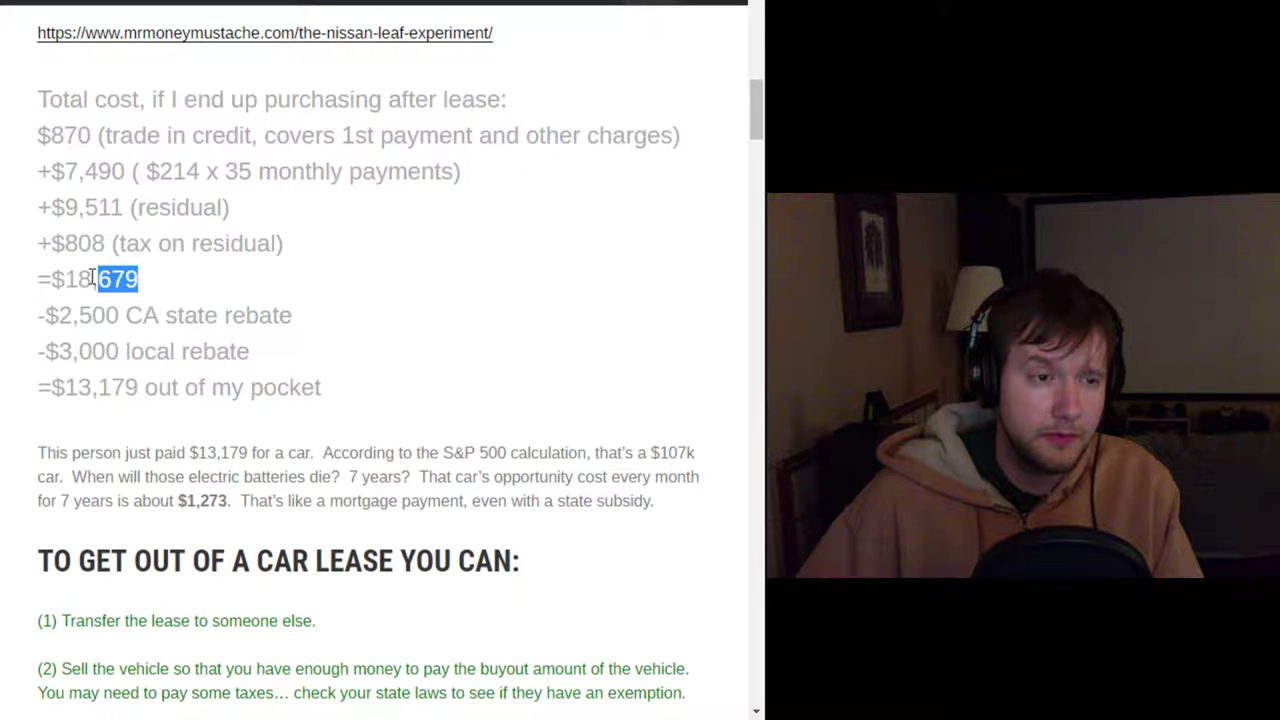 https://www.mrmoneymustache.com/the-nissan-leaf-experiment/
Total cost, if I end up purchasing after lease:
$870 (trade in credit, covers 1st payment and other charges)
+$7,490 ( $214 x 35 monthly payments)
+$9,511 (residual)
+$808 (tax on residual)
=$18,679
-$2,500 CA state rebate
-$3,000 local rebate
=$13,179 out of my pocket
This person just paid $13,179 for a car.  According to the S&P 500 calculation, that’s a $107k
car.  When will those electric batteries die?  7 years?  That car’s opportunity cost every month
for 7 years is about $1,273.  That’s like a mortgage payment, even with a state subsidy.
TO GET OUT OF A CAR LEASE YOU CAN:
(1) Transfer the lease to someone else.
(2) Sell the vehicle so that you have enough money to pay the buyout amount of the vehicle.
You may need to pay some taxes… check your state laws to see if they have an exemption.